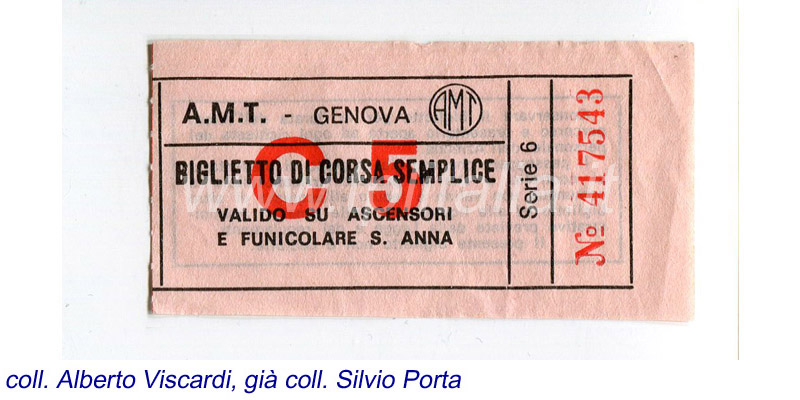 A.M.T. - GENOVA AMT
C 5
BIGLIETTO DI CORSA SEMPLICE
VALIDO SU ASCENSORI
E FUNICOLARE S. ANNA
Serie 6
No 417543
coll. Alberto Viscardi, già coll. Silvio Porta